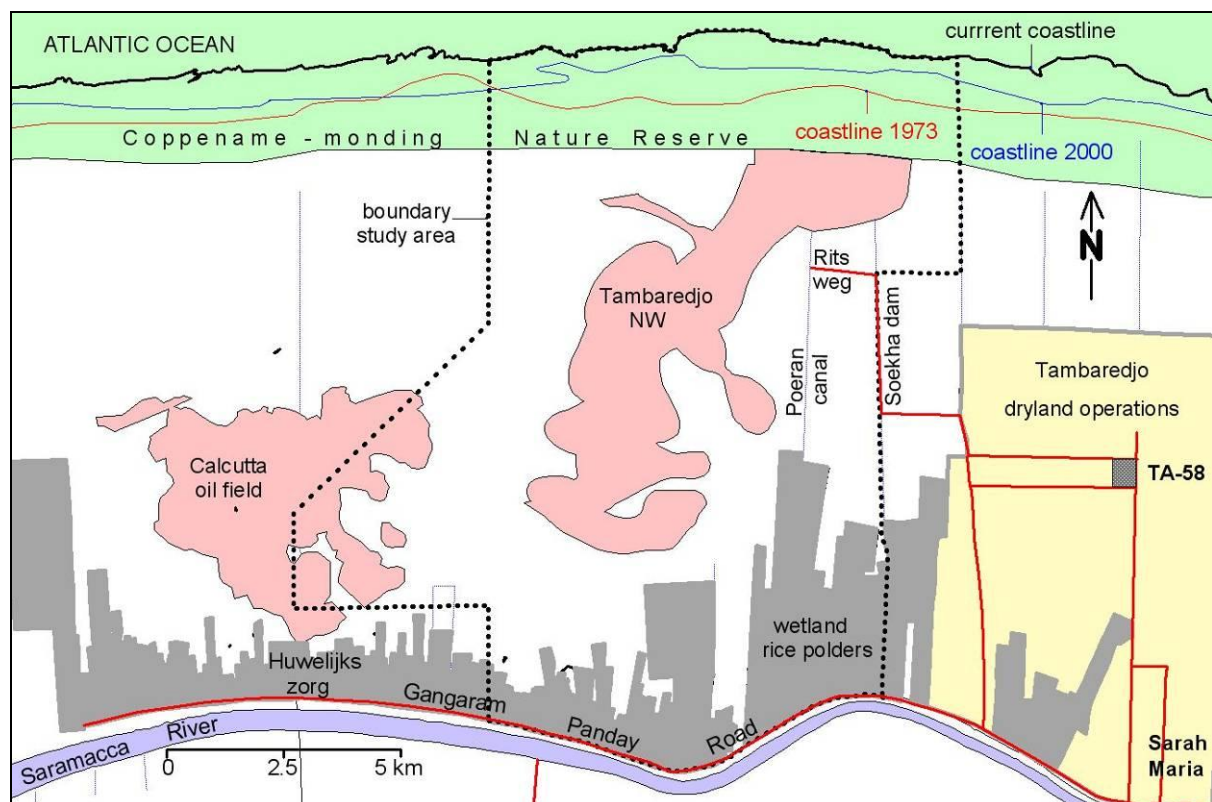 ATLANTIC OCEAN
currrent coastline
coastline 1973
Coppename - monding Nature Reserve
coastline 2000
boundary
study area
N
Rits
weg
Tambaredjo
NW
Soekha dam
Poeran
canal
Tambaredjo
dryland operations
Calcutta
oil field
TA-58
wetland
rice polders
Huwelijks
zorg
Gangaram Panday Road
Saramacca River
0 2.5 5 km
Sarah
Maria